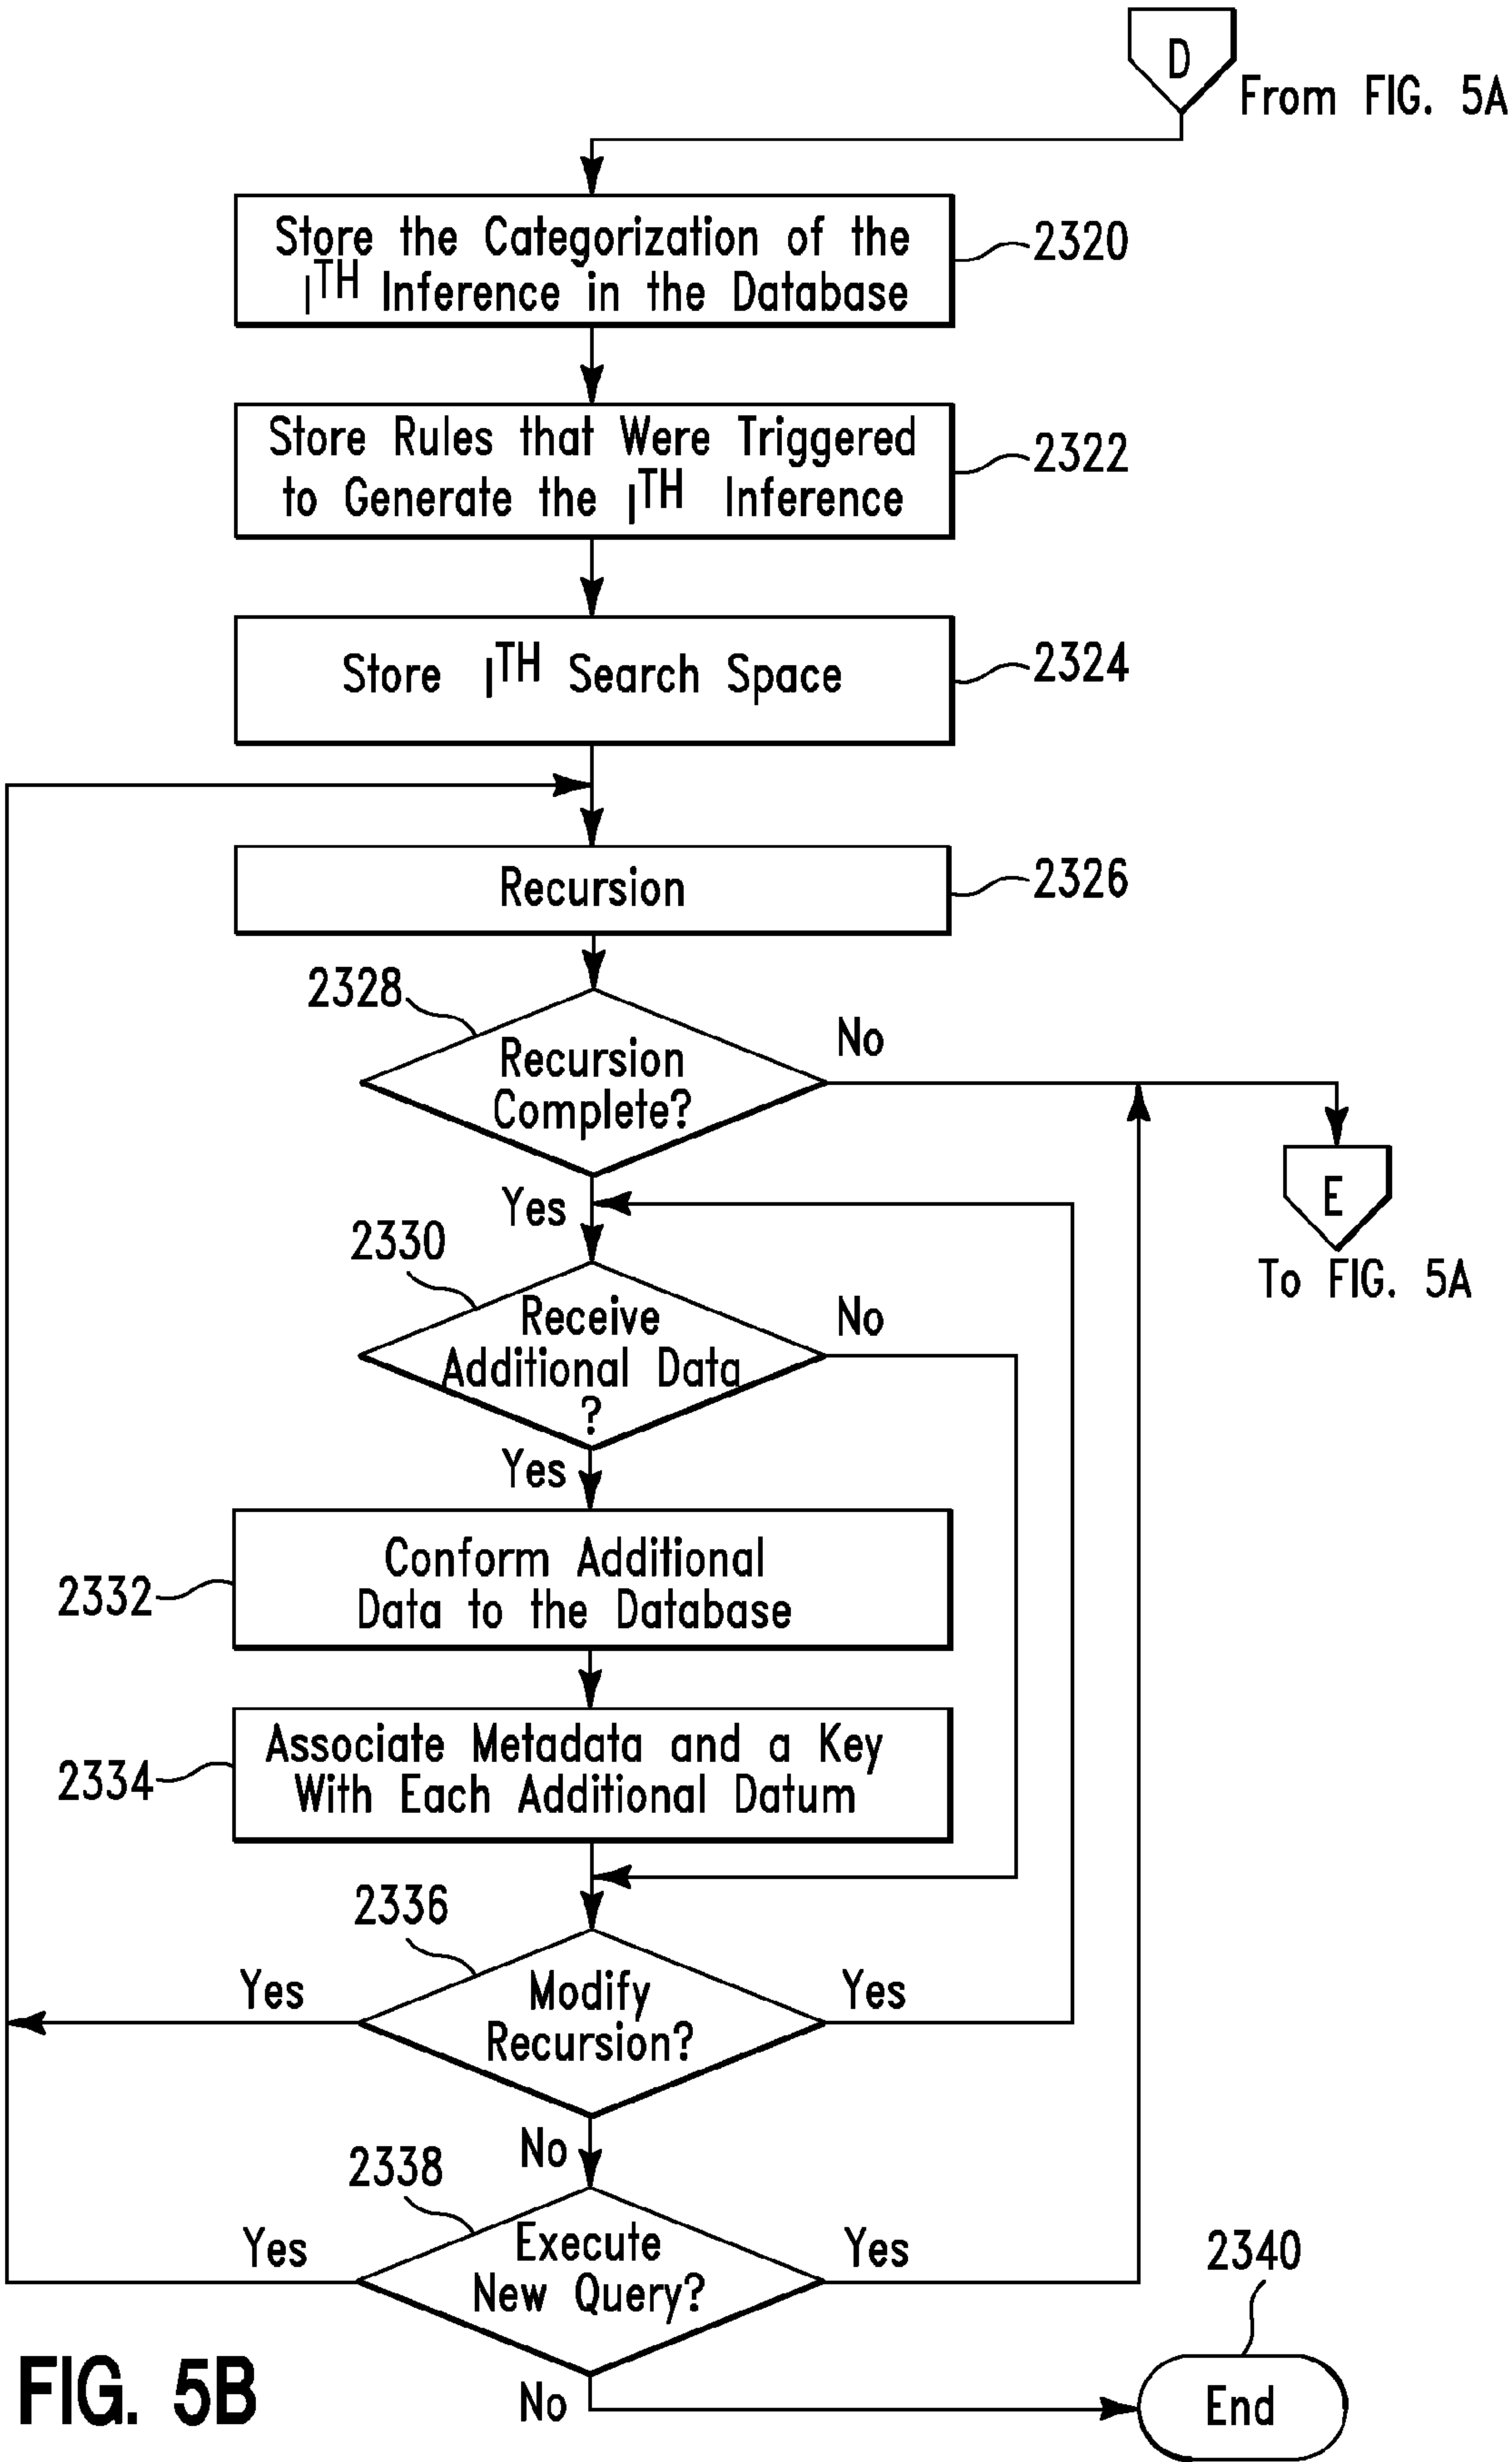 D
From FIG. 5A
Store the Categorization of the
ITH Inference in the Database
2320
Store Rules that Were Triggered
to Generate the ITH Inference
2322
Store ITH Search Space
2324
Recursion
2326
2328
Recursion
Complete?
No
Yes
E
To FIG. 5A
2330
Receive
Additional Data
?
No
Yes
2332
Conform Additional
Data to the Database
2334
Associate Metadata and a Key
With Each Additional Datum
2336
Yes
Modify
Recursion?
Yes
No
2338
Yes
Execute
New Query?
Yes
No
2340
End
FIG. 5B